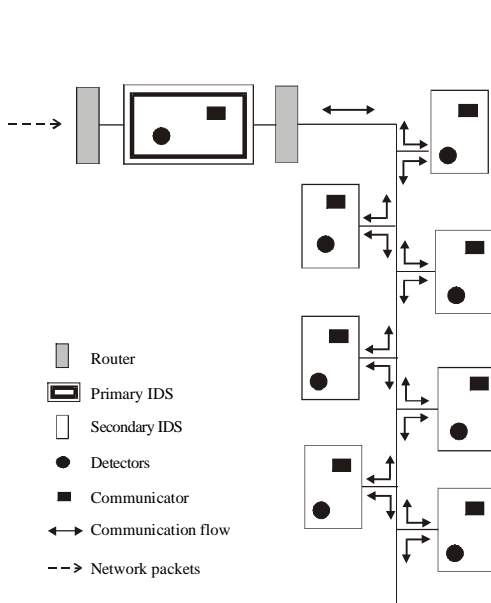 Router
Primary IDS
Secondary IDS
Detectors
Communicator
Communication flow
Network packets